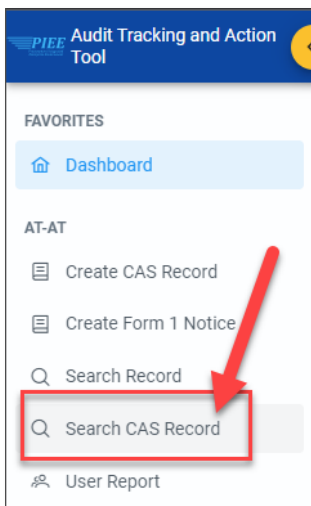 PIEE Audit Tracking and Action
Tool
FAVORITES
Dashboard
AT-AT
Create CAS Record
Create Form 1 Notice
Search Record
Search CAS Record
User Report